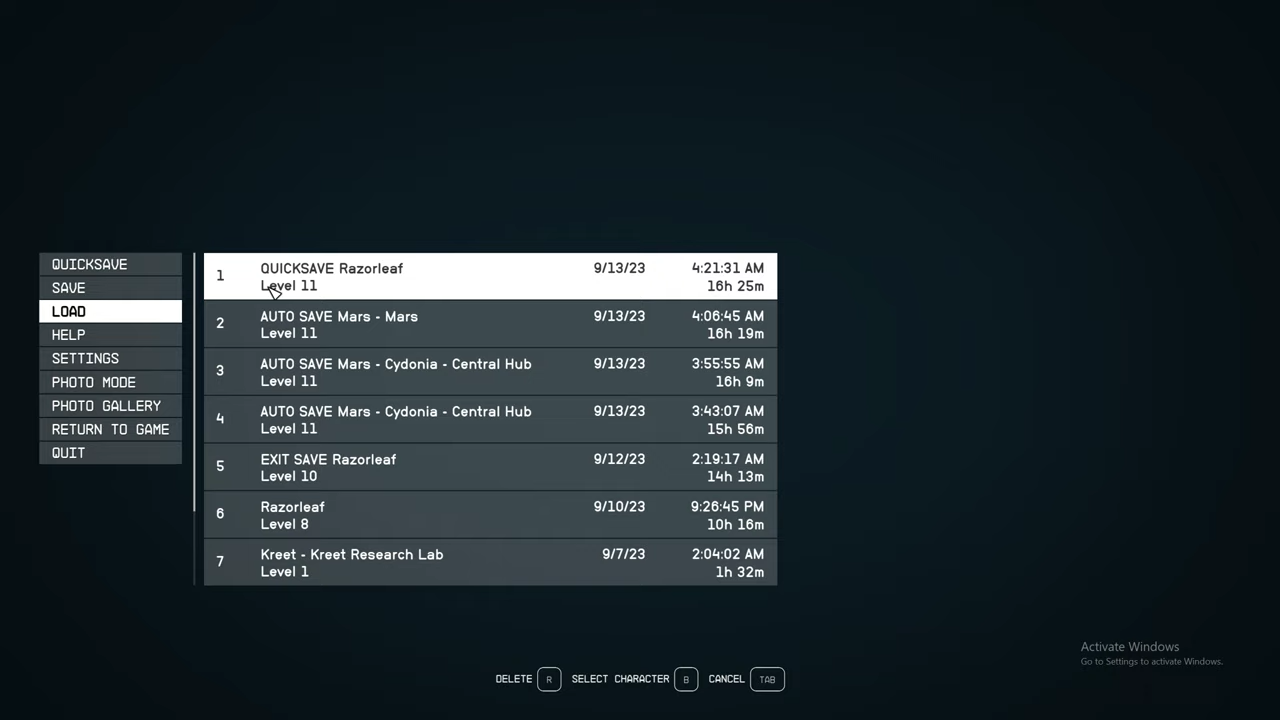 QUICKSAVE
SAVE
LOAD
HELP
SETTINGS
PHOTO MODE
PHOTO GALLERY
RETURN TO GAME
QUIT
1 QUICKSAVE Razorleaf 9/13/23 4:21:31 AM
Level 11 16h 25m
2 AUTO SAVE Mars - Mars 9/13/23 4:06:45 AM
Level 11 16h 19m
3 AUTO SAVE Mars - Cydonia - Central Hub 9/13/23 3:55:55 AM
Level 11 16h 9m
4 AUTO SAVE Mars - Cydonia - Central Hub 9/13/23 3:43:07 AM
Level 11 15h 56m
5 EXIT SAVE Razorleaf 9/12/23 2:19:17 AM
Level 10 14h 13m
6 Razorleaf 9/10/23 9:26:45 PM
Level 8 10h 16m
7 Kreet - Kreet Research Lab 9/7/23 2:04:02 AM
Level 1 1h 32m
Activate Windows
Go to Settings to activate Windows.
DELETE R SELECT CHARACTER B CANCEL TAB